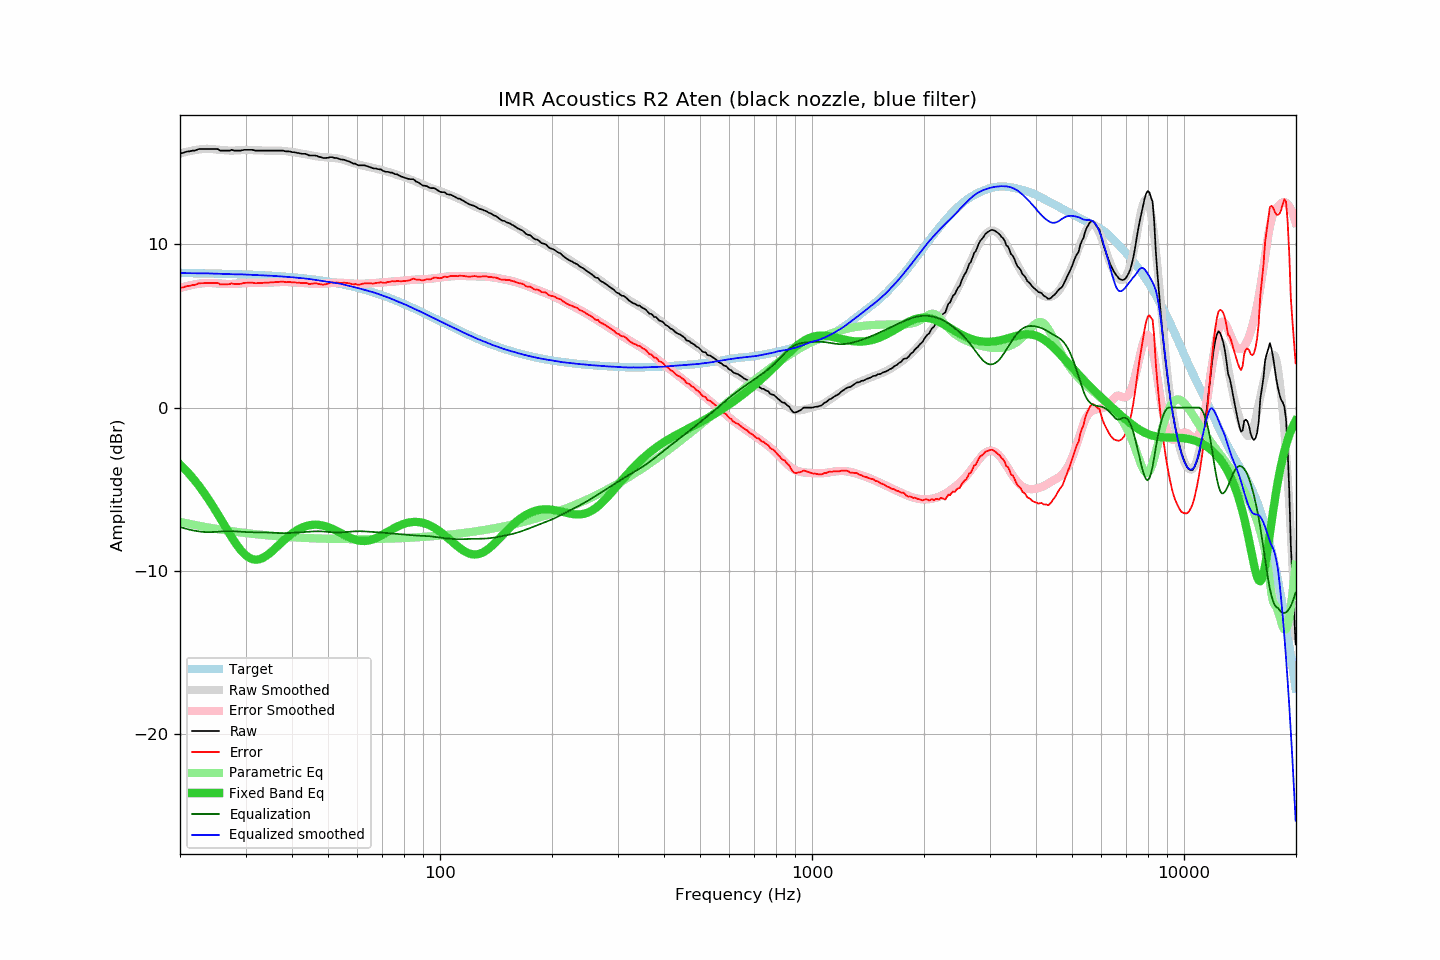 IMR Acoustics R2 Aten (black nozzle, blue filter)
10
0
−10
−20
Amplitude (dBr)
Target
Raw Smoothed
Error Smoothed
Raw
Error
Parametric Eq
Fixed Band Eq
Equalization
Equalized smoothed
100
1000
10000
Frequency (Hz)